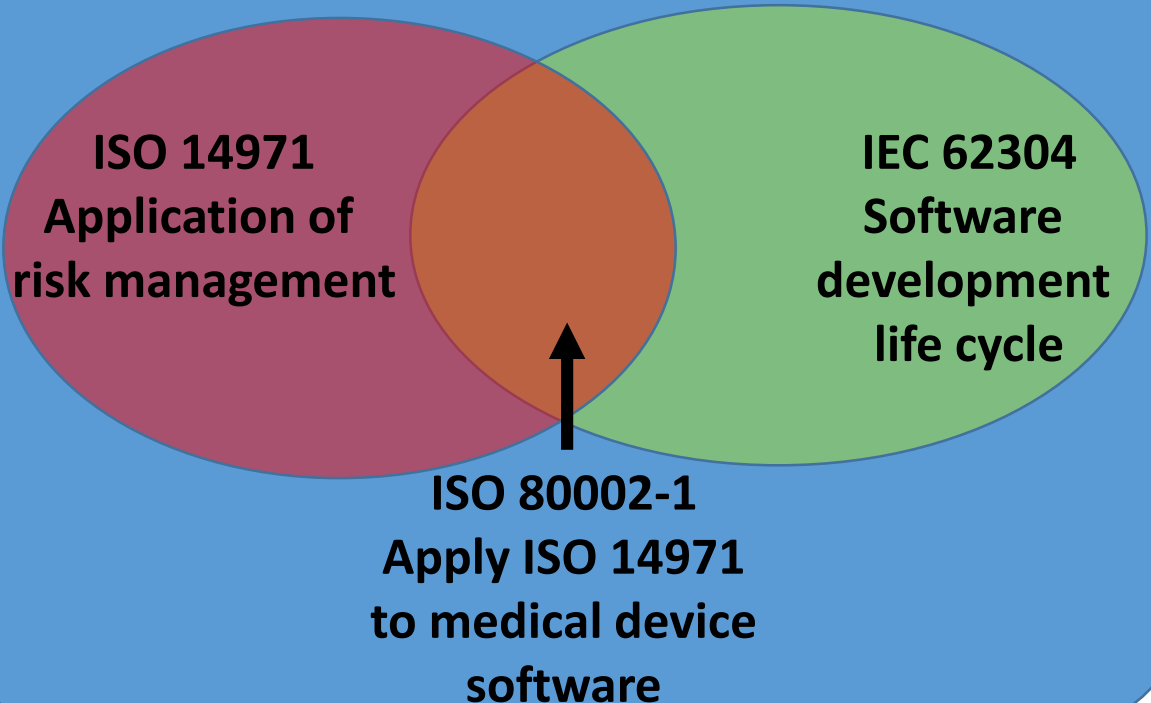 ISO 14971
Application of
risk management
IEC 62304
Software
development
life cycle
ISO 80002-1
Apply ISO 14971
to medical device
software